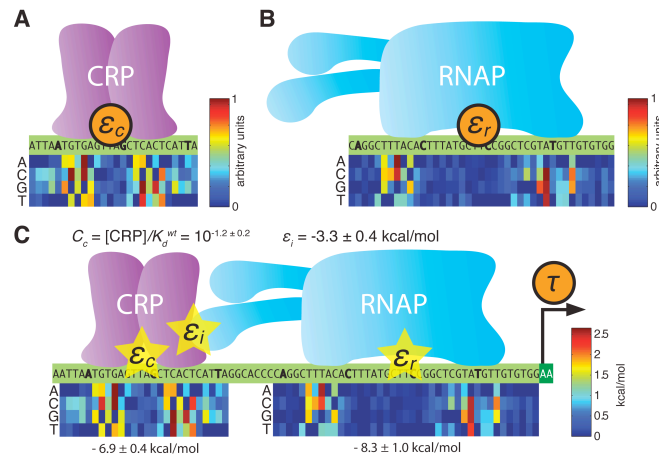 A
CRP
εc
ATTAATGTGAGTTAGCTCACTCATTA
A
C
G
T
1
0
arbitrary units
B
RNAP
εr
CAGGCTTTACACTTTATGCTTCCGGCTCGTATGTTGTGTGG
A
C
G
T
1
0
arbitrary units
C
Cc = [CRP]/Kd^wt = 10^-1.2 ± 0.2
εi = -3.3 ± 0.4 kcal/mol
CRP
RNAP
τ
εi
εc
εr
AATTAATGTGAGTTAGCTCACTCATTAGGCACCCCAGGCTTTACACTTTATGCTTCCGGCTCGTATGTTGTGTGGAA
A
C
G
T
A
C
G
T
2.5
2
1.5
1
0.5
0
kcal/mol
- 6.9 ± 0.4 kcal/mol
- 8.3 ± 1.0 kcal/mol